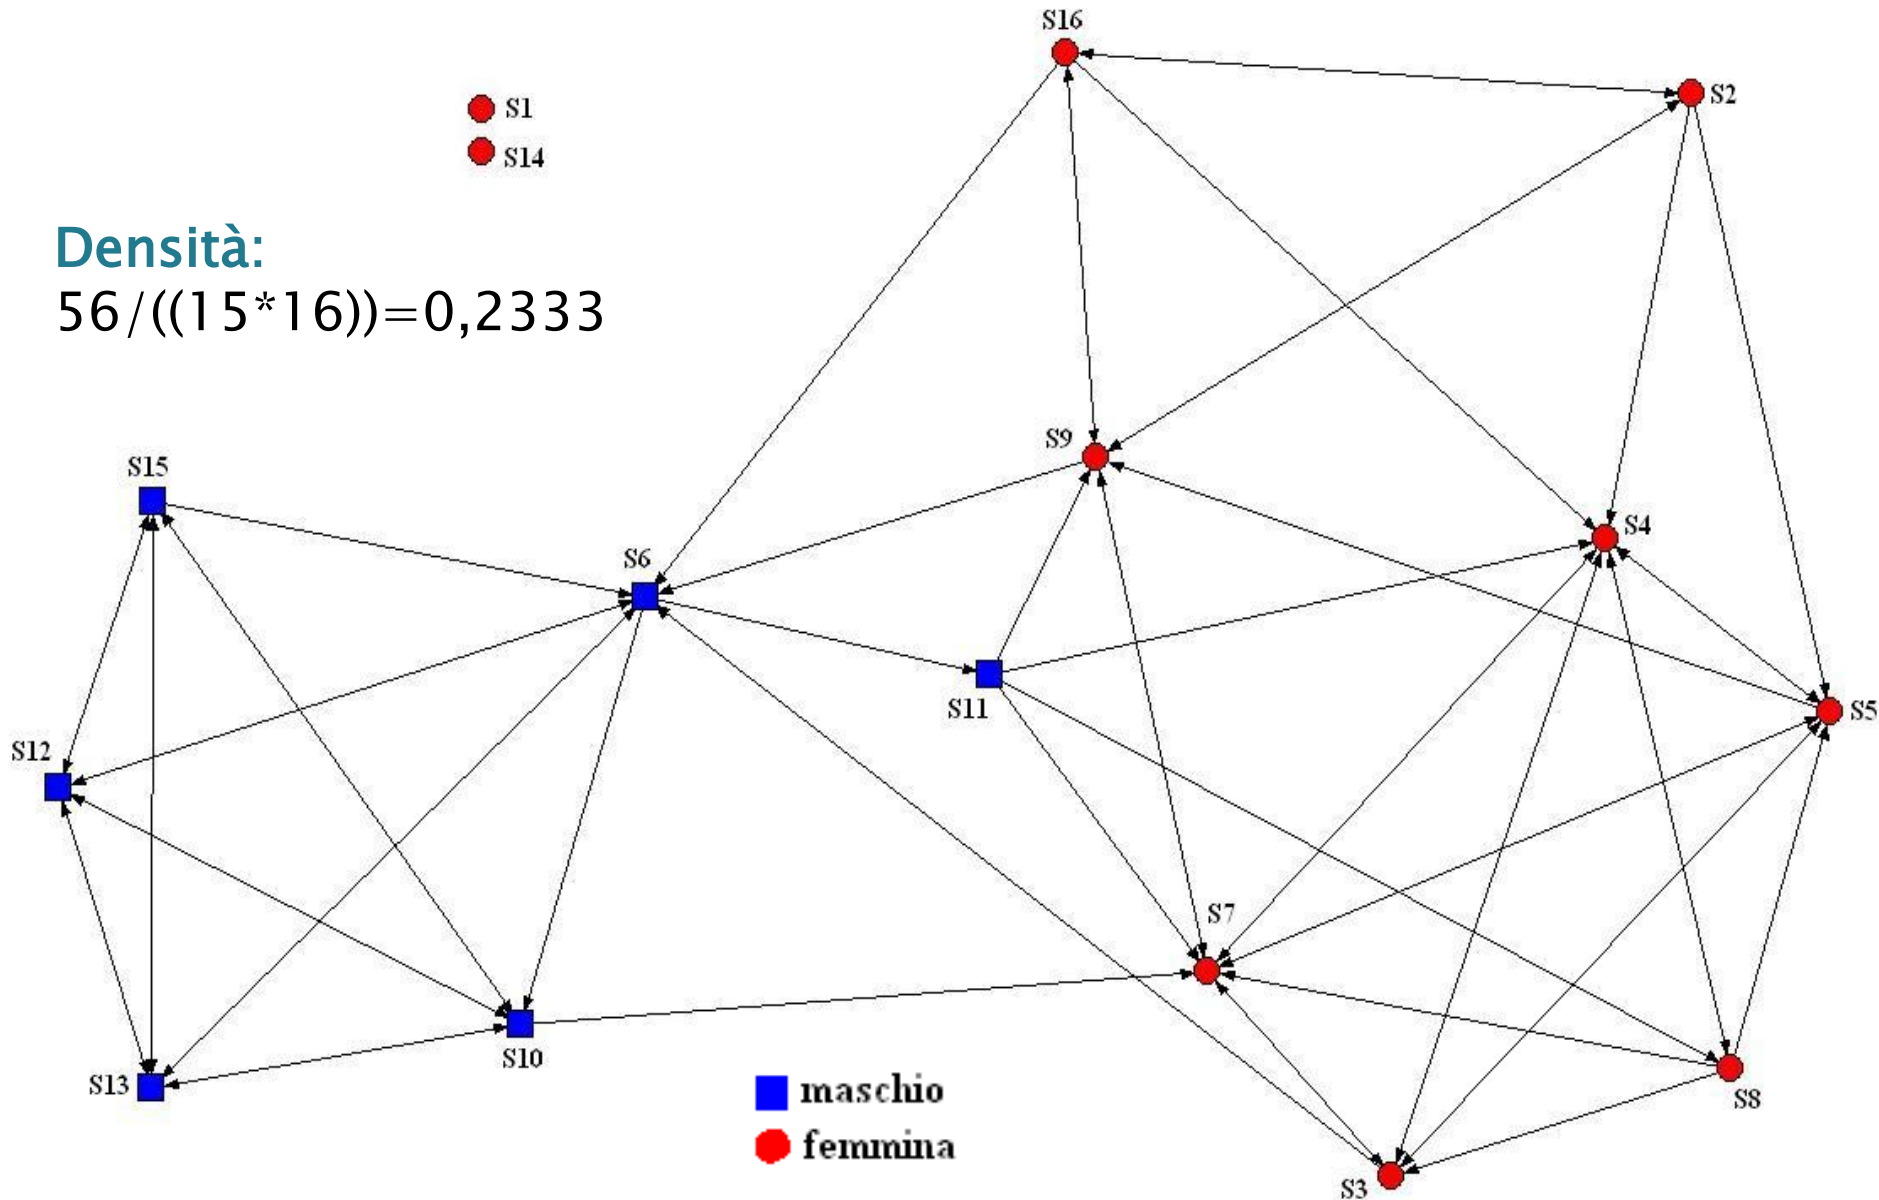 S16
S2
S1
S14
Densità:
56/((15*16))=0,2333
S9
S15
S4
S6
S11
S5
S12
S7
S10
S13
maschio
S8
femmina
S3